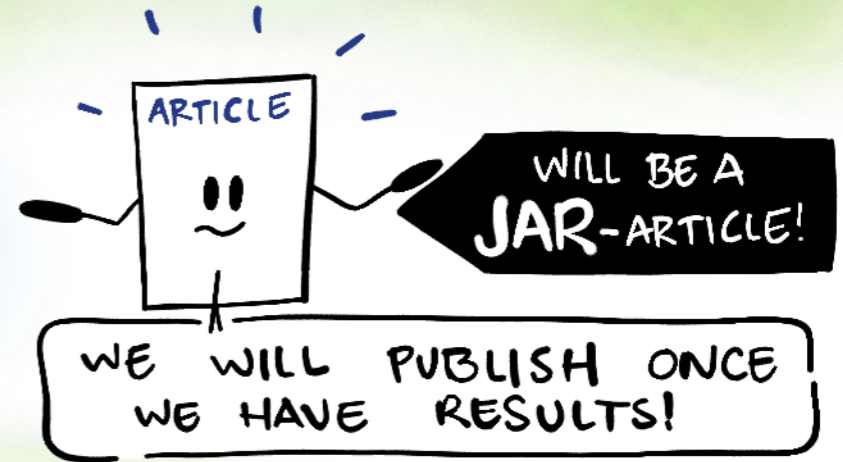 ARTICLE
WILL BE A
JAR-ARTICLE!
WE WILL PUBLISH ONCE
WE HAVE RESULTS!